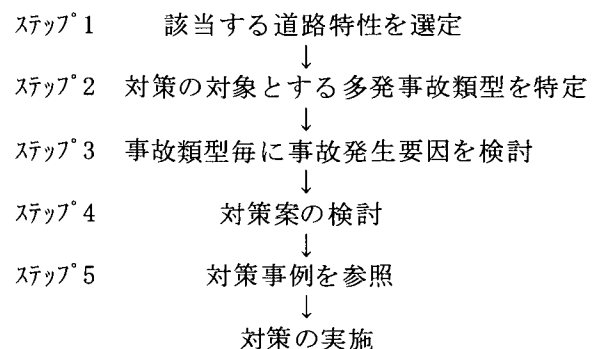 ｽﾃｯﾌﾟ1 該当する道路特性を選定
↓
ｽﾃｯﾌﾟ2 対策の対象とする多発事故類型を特定
↓
ｽﾃｯﾌﾟ3 事故類型毎に事故発生要因を検討
↓
ｽﾃｯﾌﾟ4 対策案の検討
↓
ｽﾃｯﾌﾟ5 対策事例を参照
↓
対策の実施